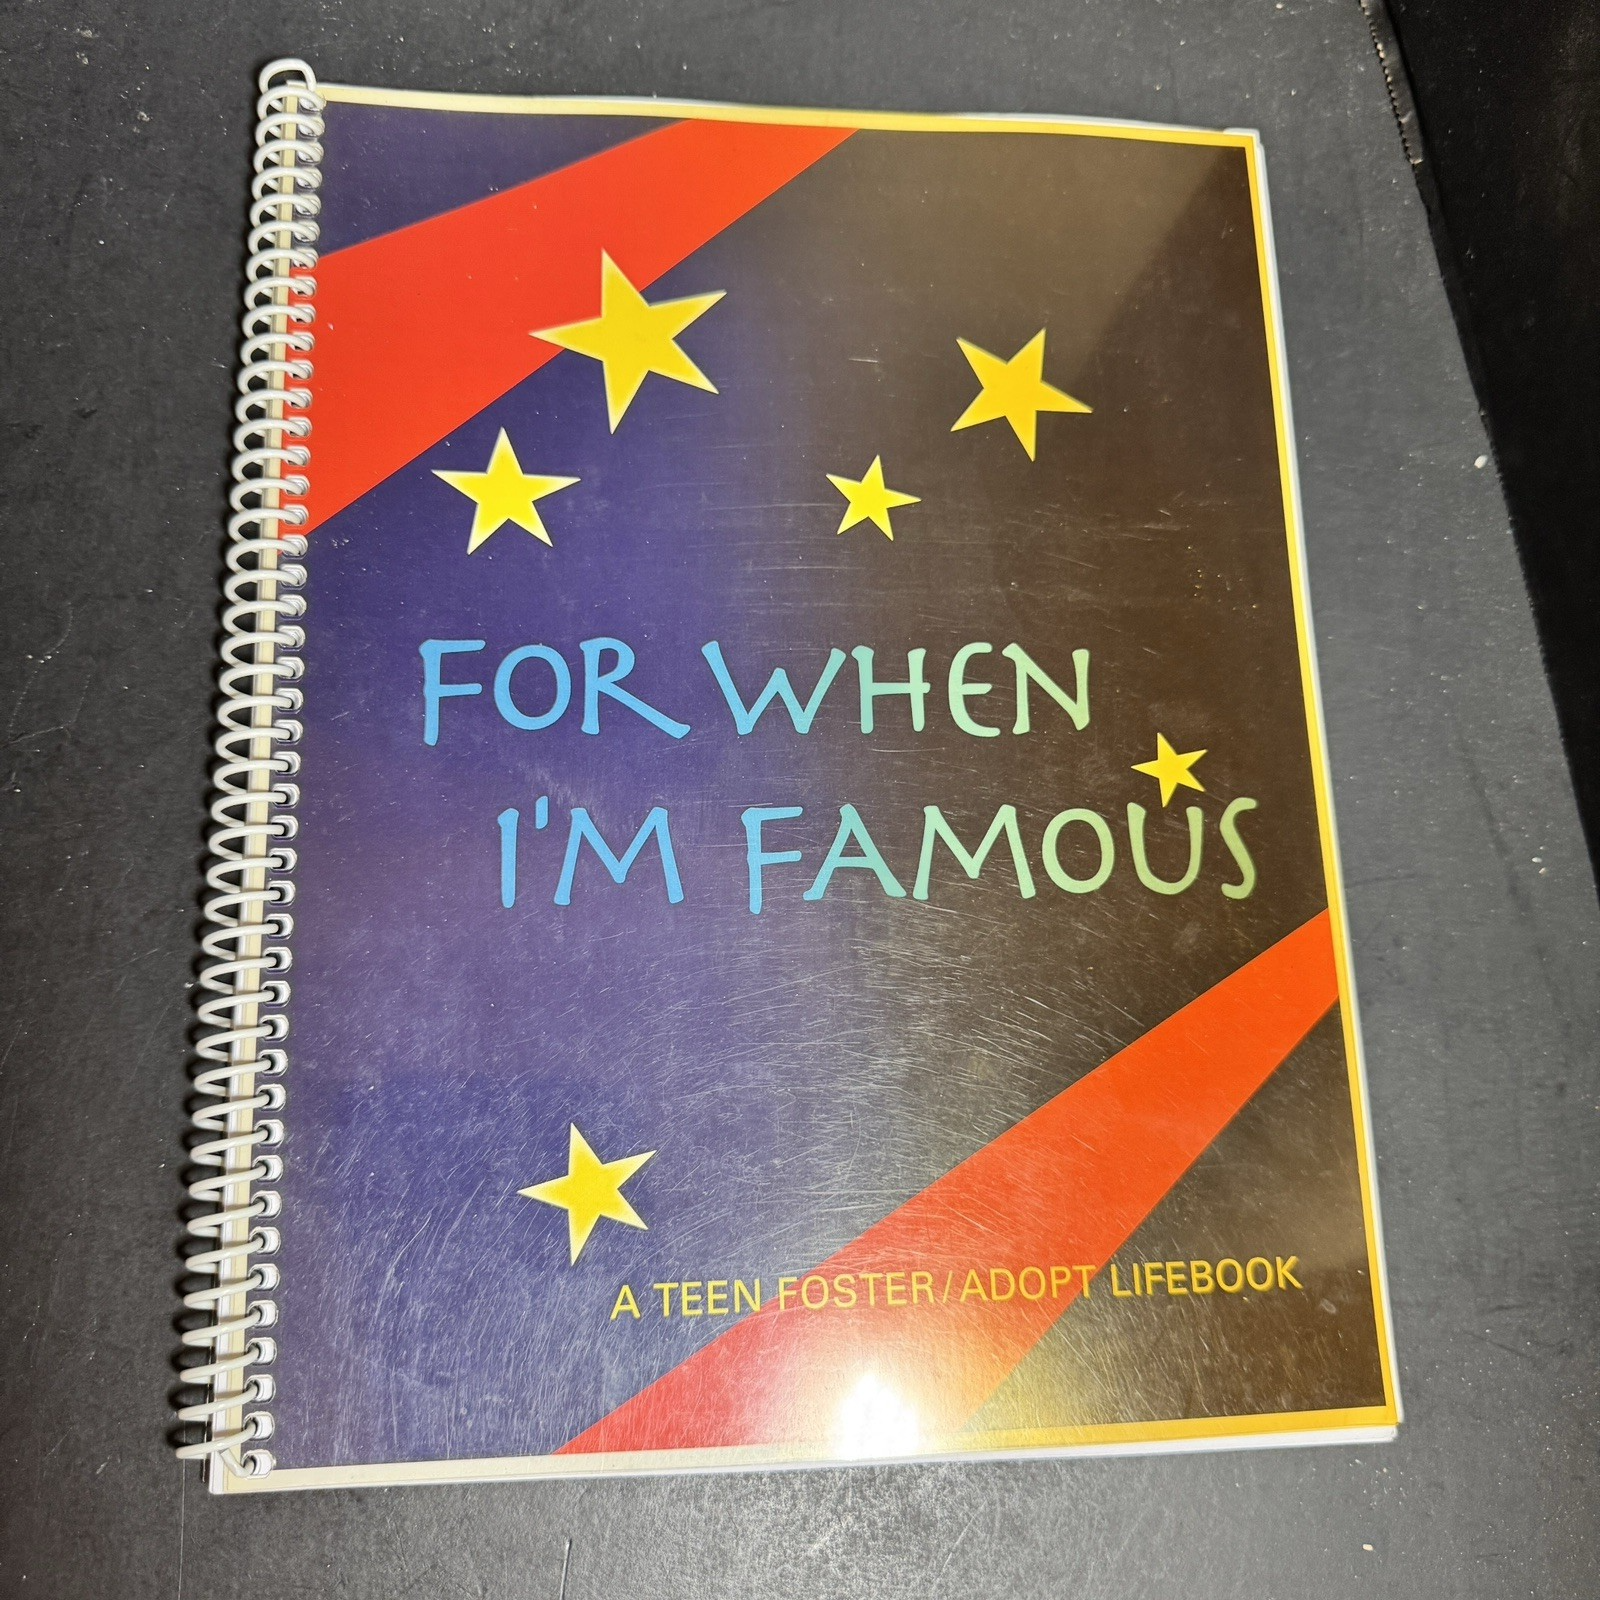 FOR WHEN
I'M FAMOUS
A TEEN FOSTER/ADOPT LIFEBOOK